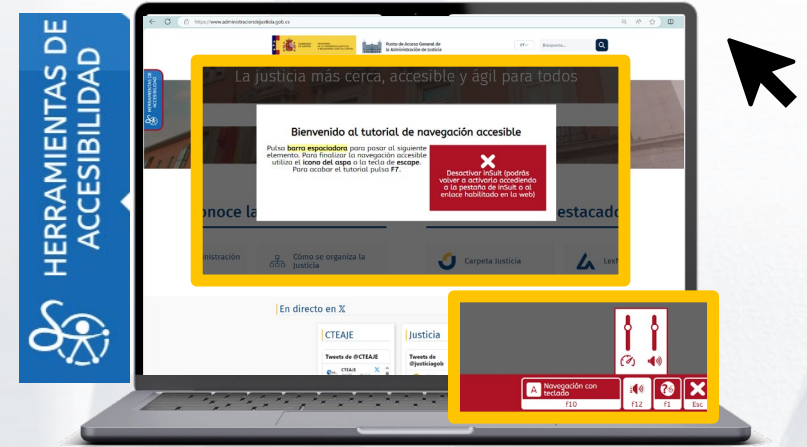 HERRAMIENTAS DE
ACCESIBILIDAD
https://www.administraciondejusticia.gob.es
Punto de Acceso General de
la Administración de Justicia
Búsqueda...
HERRAMIENTAS DE
ACCESIBILIDAD
La justicia más cerca, accesible y ágil para todos
Bienvenido al tutorial de navegación accesible
Pulsa barra espaciadora para pasar al siguiente
elemento. Para finalizar la navegación accesible
utiliza el icono del aspa o la tecla de escape.
Para acabar el tutorial pulsa F7.
Desactivar inSuit (podrás
volver a activarlo accediendo
a la pestaña de inSuit o al
enlace habilitado en la web)
onoce la
estacado
ministración
Cómo se organiza la
Justicia
Carpeta Justicia
Lex
En directo en X
CTEAJE
Justicia
Tweets de @CTEAJE
Tweets de
@justiciagob
CTEAJE
A Navegación con
teclado
f10
f12
f1
Esc